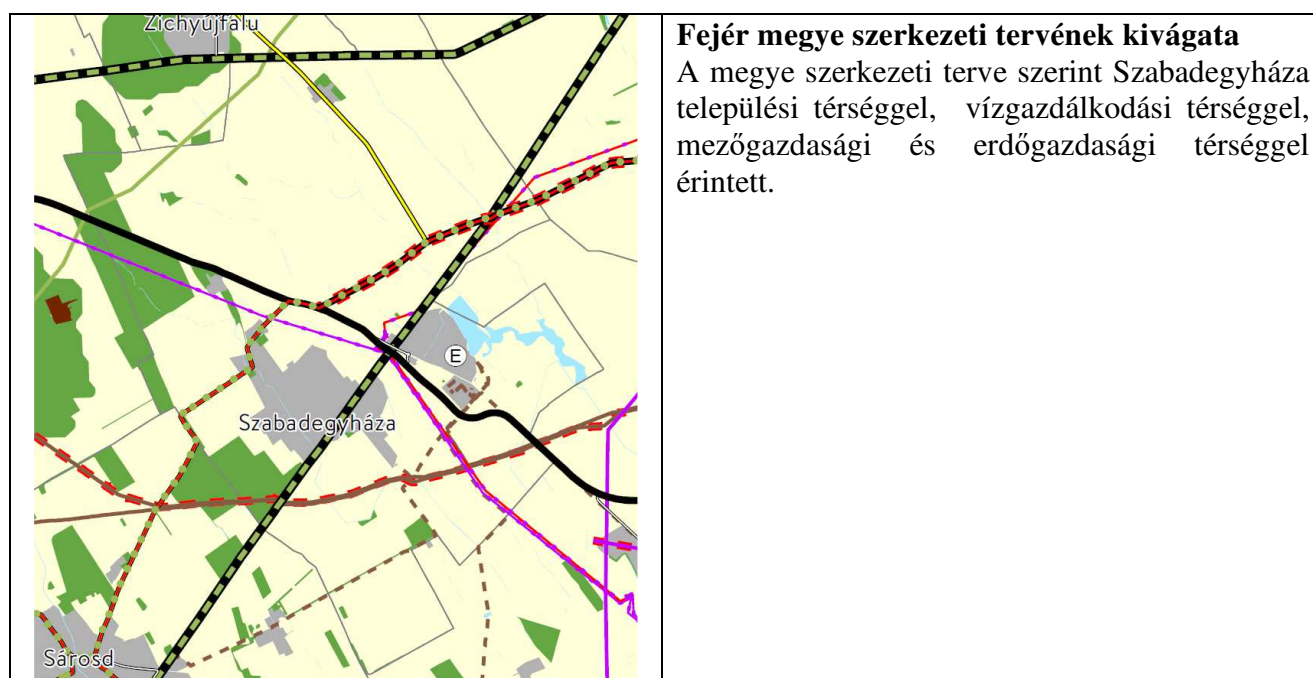 Zichyújfalu
E
Szabadegyháza
Sárosd
Fejér megye szerkezeti tervének kivágata
A megye szerkezeti terve szerint Szabadegyháza
települési térséggel, vízgazdálkodási térséggel,
mezőgazdasági és erdőgazdasági térséggel
érintett.